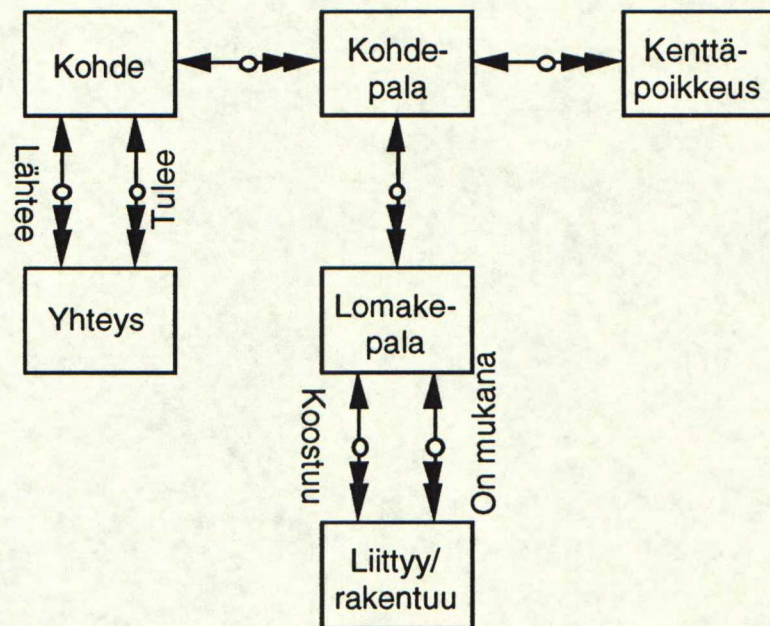 Kohde
Kohde-
pala
Kenttä-
poikkeus
Lähtee
Tulee
Yhteys
Lomake-
pala
Koostuu
On mukana
Liittyy/
rakentuu